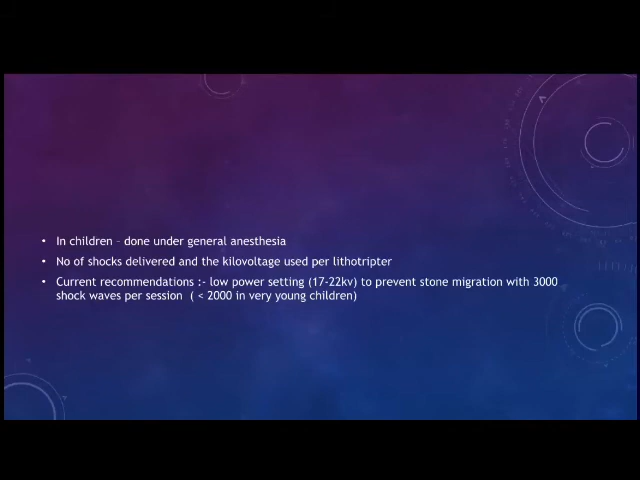 • In children – done under general anesthesia
• No of shocks delivered and the kilovoltage used per lithotripter
• Current recommendations :- low power setting (17-22kv) to prevent stone migration with 3000
shock waves per session ( < 2000 in very young children)